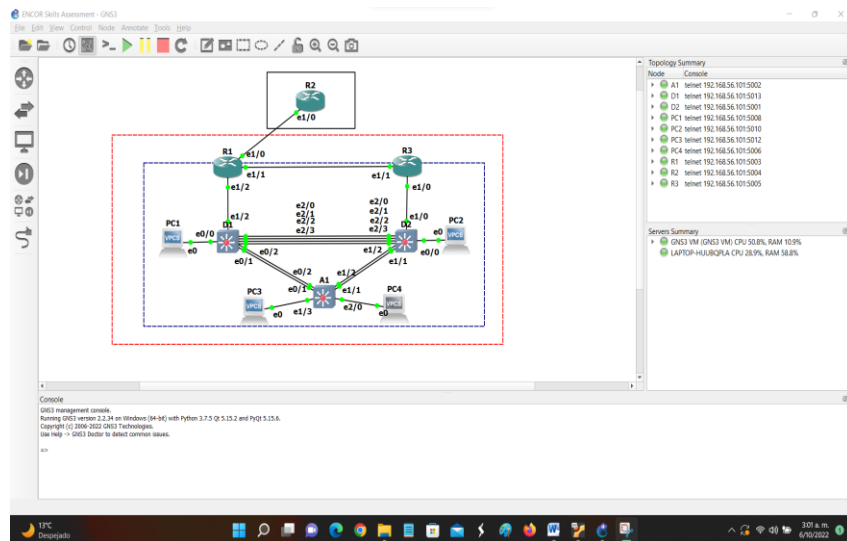 ENCOR Skills Assessment - GNS3
File Edit View Control Node Annotate Tools Help
R2
e1/0
R1
e1/0
R3
e1/1
e1/1
e1/2
e1/0
e2/0
e2/1
e2/2
e2/3
e2/0
e2/1
e2/2
e2/3
e1/2
e1/0
PC1
VPCS
e0
e0/0
D1
D2
PC2
VPCS
e0
e0/0
e0/2
e0/1
e1/2
e1/1
e0/2
e0/1
A1
e1/2
e1/1
PC3
VPCS
e0
e1/3
PC4
VPCS
e0
e2/0
Topology Summary
Node Console
A1 telnet 192.168.56.101:5002
D1 telnet 192.168.56.101:5013
D2 telnet 192.168.56.101:5001
PC1 telnet 192.168.56.101:5008
PC2 telnet 192.168.56.101:5010
PC3 telnet 192.168.56.101:5012
PC4 telnet 192.168.56.101:5006
R1 telnet 192.168.56.101:5003
R2 telnet 192.168.56.101:5004
R3 telnet 192.168.56.101:5005
Servers Summary
GNS3 VM (GNS3 VM) CPU 50.8%, RAM 10.9%
LAPTOP-HUUBQPLA CPU 28.9%, RAM 58.8%
Console
GNS3 management console.
Running GNS3 version 2.2.34 on Windows (64-bit) with Python 3.7.5 Qt 5.15.2 and PyQt 5.15.6.
Copyright (c) 2006-2022 GNS3 Technologies.
Use Help -> GNS3 Doctor to detect common issues.
=>
13°C
Despejado
3:01 a. m.
6/10/2022